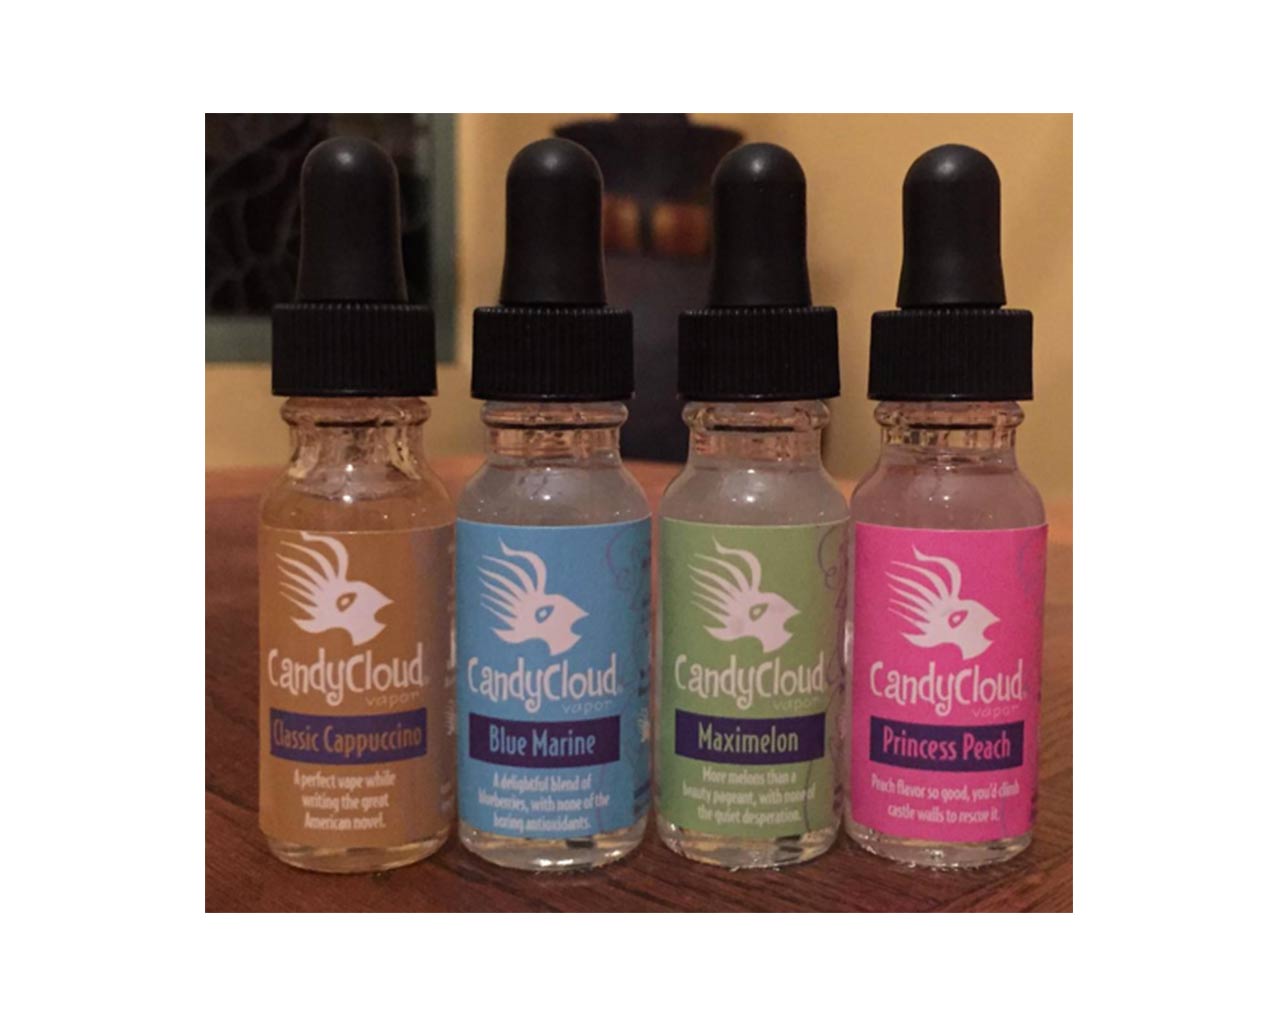 CandyCloud
vapor
Classic Cappuccino
A perfect vape while
writing the great
American novel.
CandyCloud
vapor
Blue Marine
A delightful blend of
blueberries, with none of the
boring antioxidants.
CandyCloud
vapor
Maximelon
More melons than a
beauty pageant, with none of
the quiet desperation.
CandyCloud
vapor
Princess Peach
Peach flavor so good, you'd climb
castle walls to rescue it.